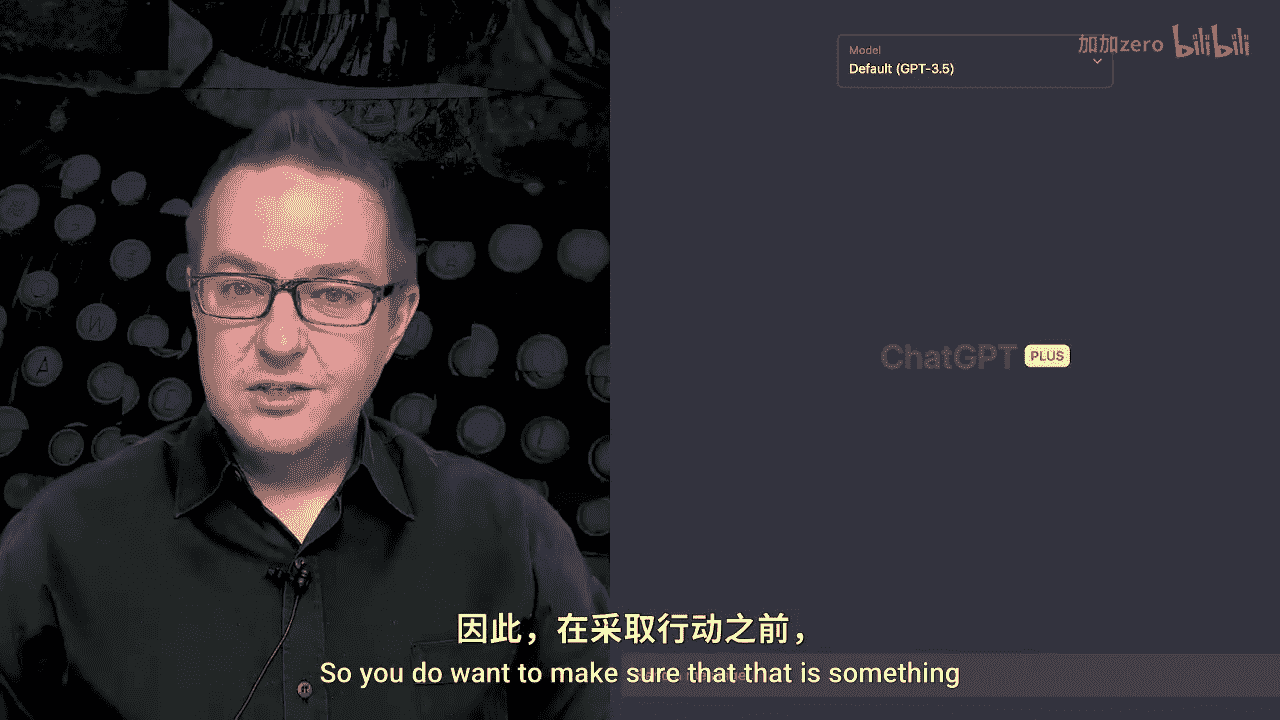 加加zero bilibili
Model
Default (GPT-3.5)
ChatGPT PLUS
因此，在采取行动之前，
So you do want to make sure that that is something